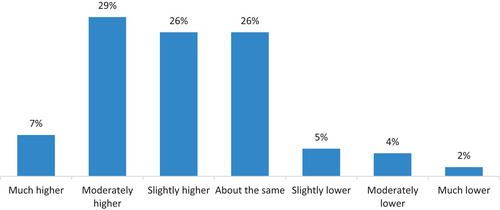 29%
26%
26%
7%
5%
4%
2%
Much higher
Moderately
higher
Slightly higher
About the same
Slightly lower
Moderately
lower
Much lower